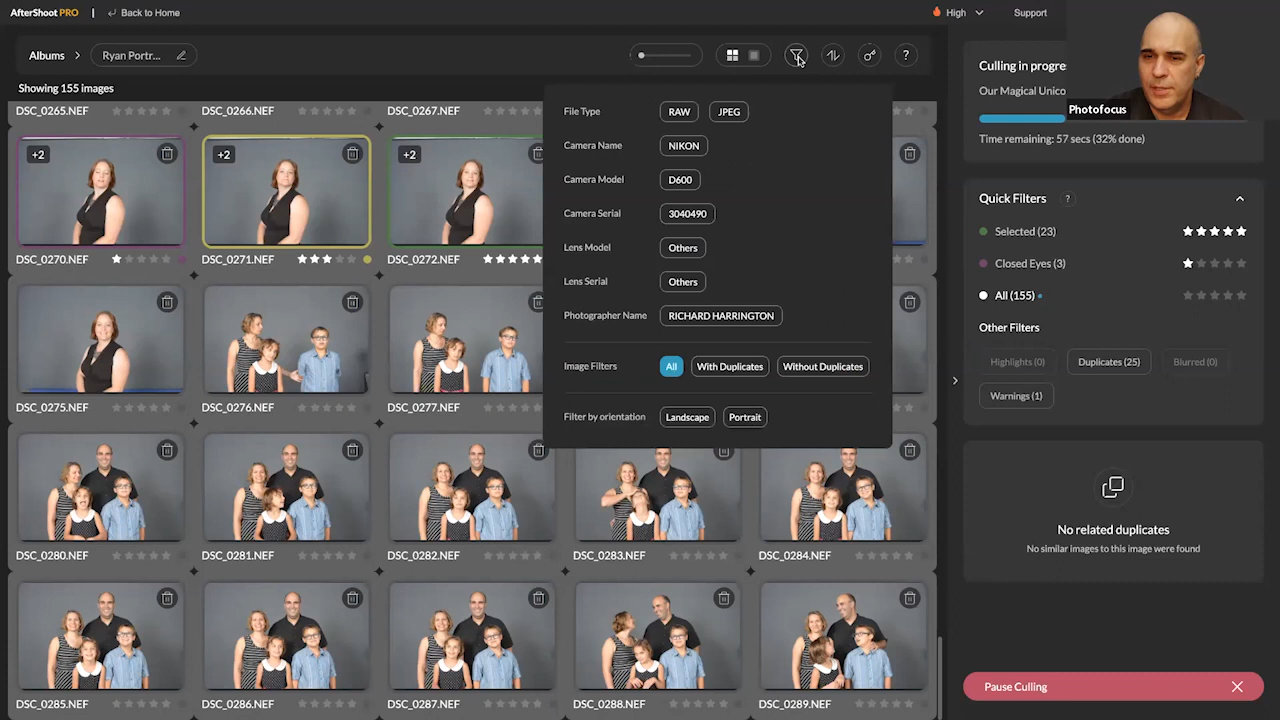 AfterShoot PRO | Back to Home
High
Support
Albums > Ryan Portr...
?
Showing 155 images
DSC_0265.NEF
DSC_0266.NEF
DSC_0267.NEF
+2
+2
+2
DSC_0270.NEF
DSC_0271.NEF
DSC_0272.NEF
DSC_0275.NEF
DSC_0276.NEF
DSC_0277.NEF
DSC_0280.NEF
DSC_0281.NEF
DSC_0282.NEF
DSC_0283.NEF
DSC_0284.NEF
DSC_0285.NEF
DSC_0286.NEF
DSC_0287.NEF
DSC_0288.NEF
DSC_0289.NEF
File Type RAW JPEG
Camera Name NIKON
Camera Model D600
Camera Serial 3040490
Lens Model Others
Lens Serial Others
Photographer Name RICHARD HARRINGTON
Image Filters All With Duplicates Without Duplicates
Filter by orientation Landscape Portrait
Culling in progres
Our Magical Unico
Photofocus
Time remaining: 57 secs (32% done)
Quick Filters ?
Selected (23)
Closed Eyes (3)
All (155)
Other Filters
Highlights (0) Duplicates (25) Blurred (0)
Warnings (1)
No related duplicates
No similar images to this image were found
Pause Culling